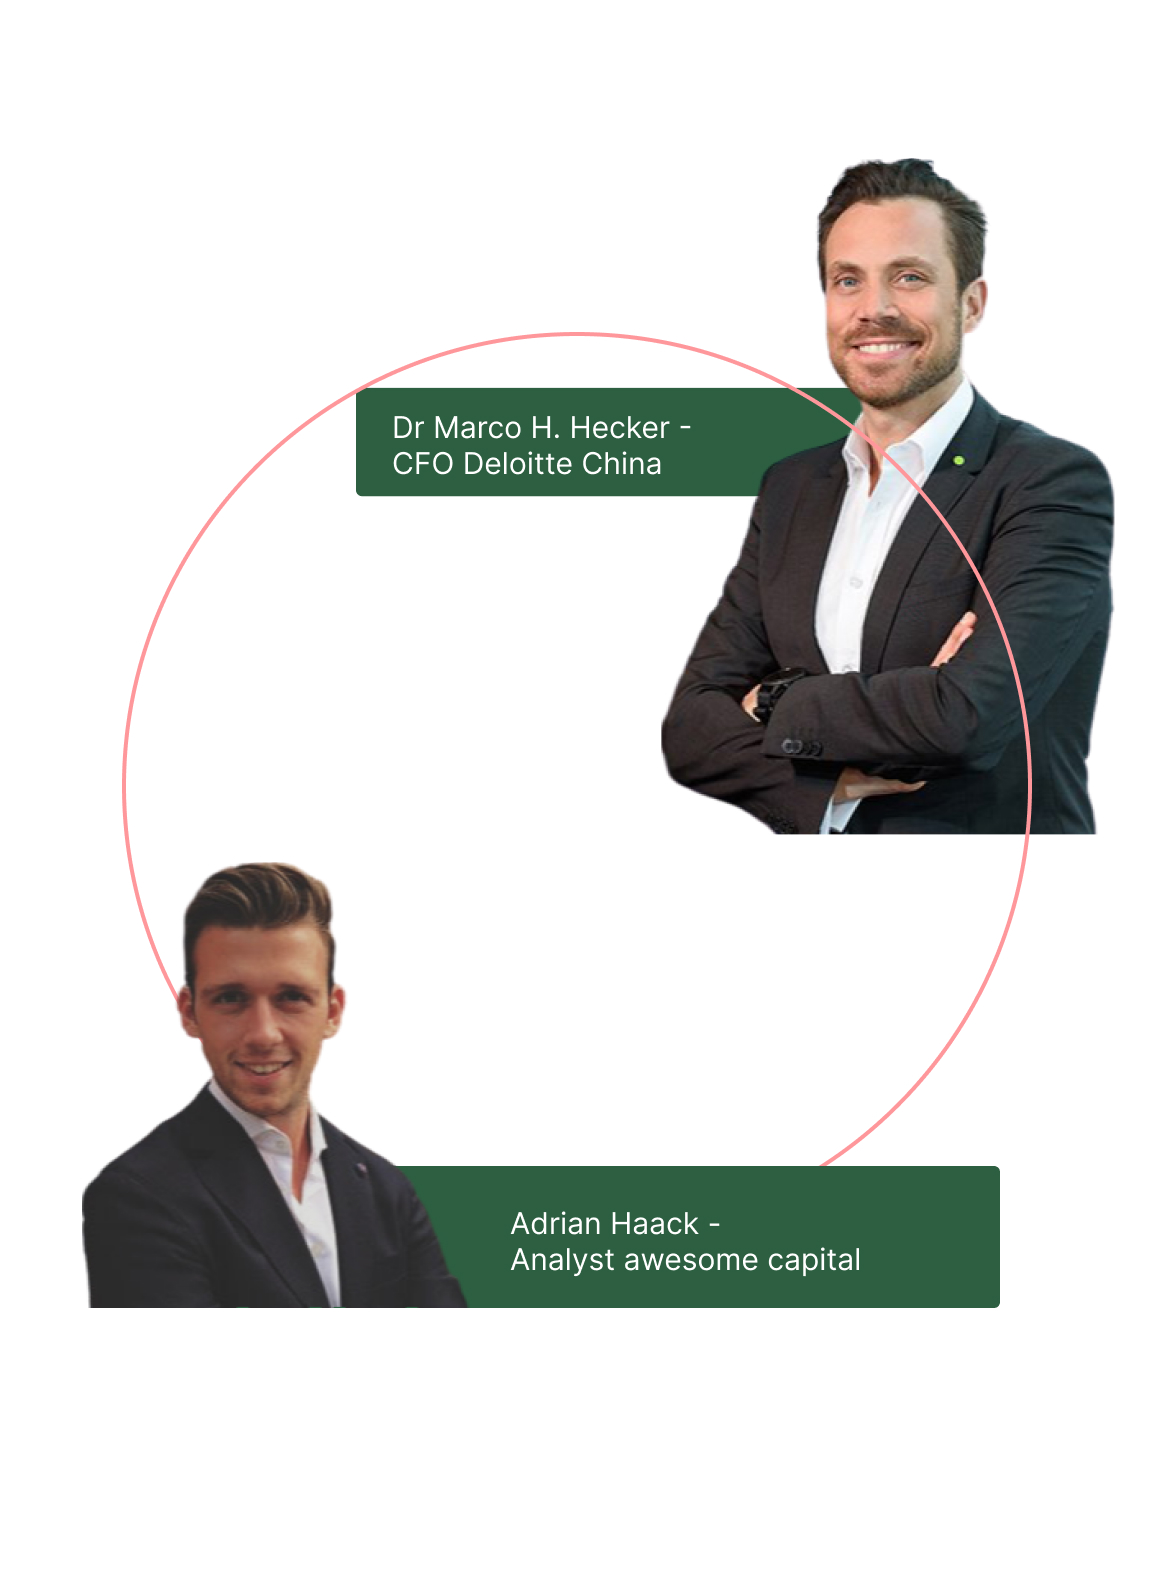 Dr Marco H. Hecker -
CFO Deloitte China
Adrian Haack -
Analyst awesome capital